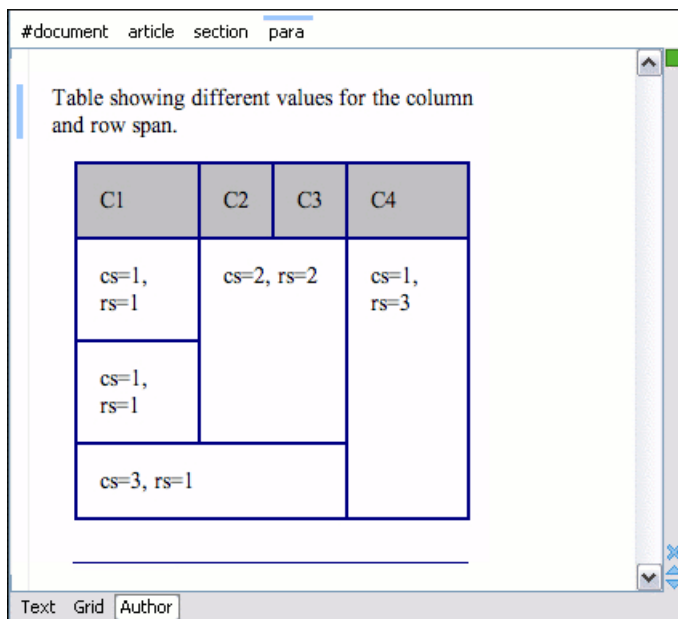 #document article section para
Table showing different values for the column
and row span.
C1 C2 C3 C4
cs=1,
rs=1
cs=2, rs=2
cs=1,
rs=3
cs=1,
rs=1
cs=3, rs=1
Text Grid Author